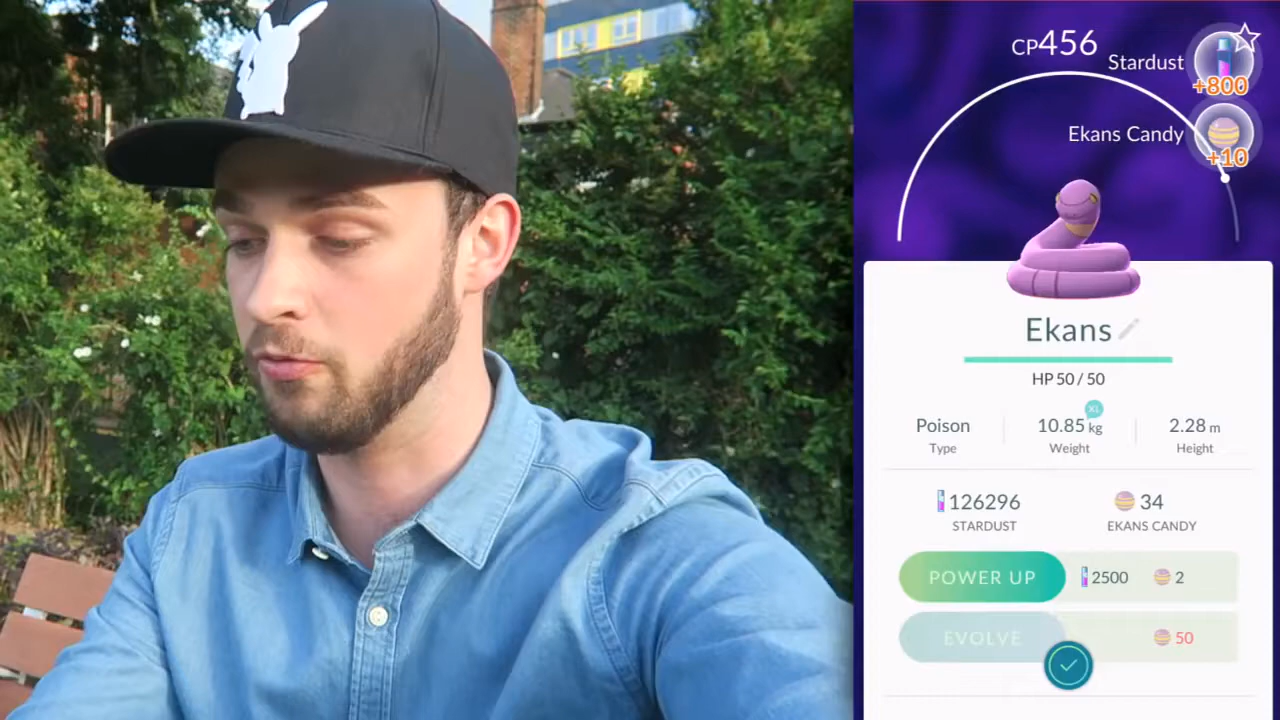 CP456
Stardust
+800
Ekans Candy
+10
Ekans
HP 50 / 50
XL
Poison
10.85 kg
2.28 m
Type
Weight
Height
126296
34
STARDUST
EKANS CANDY
POWER UP
2500
2
EVOLVE
50